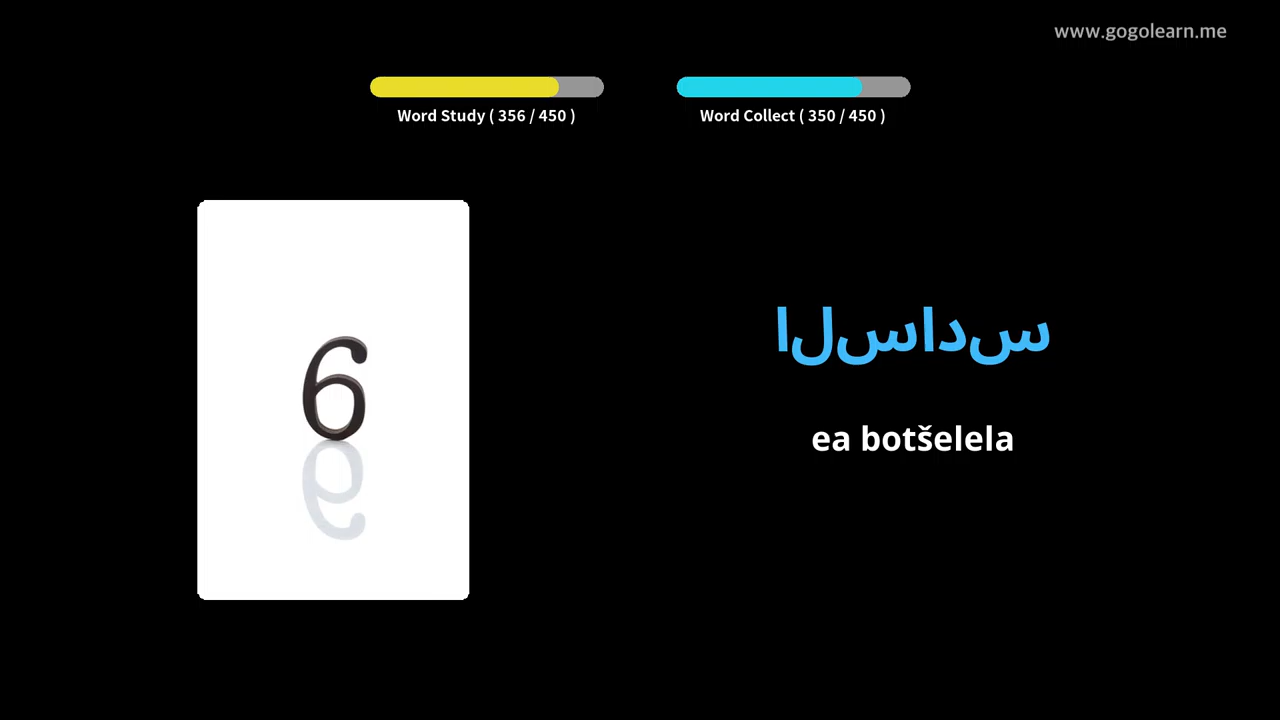 www.gogolearn.me
Word Study ( 356 / 450 )
Word Collect ( 350 / 450 )
6
السادس
ea botšelela